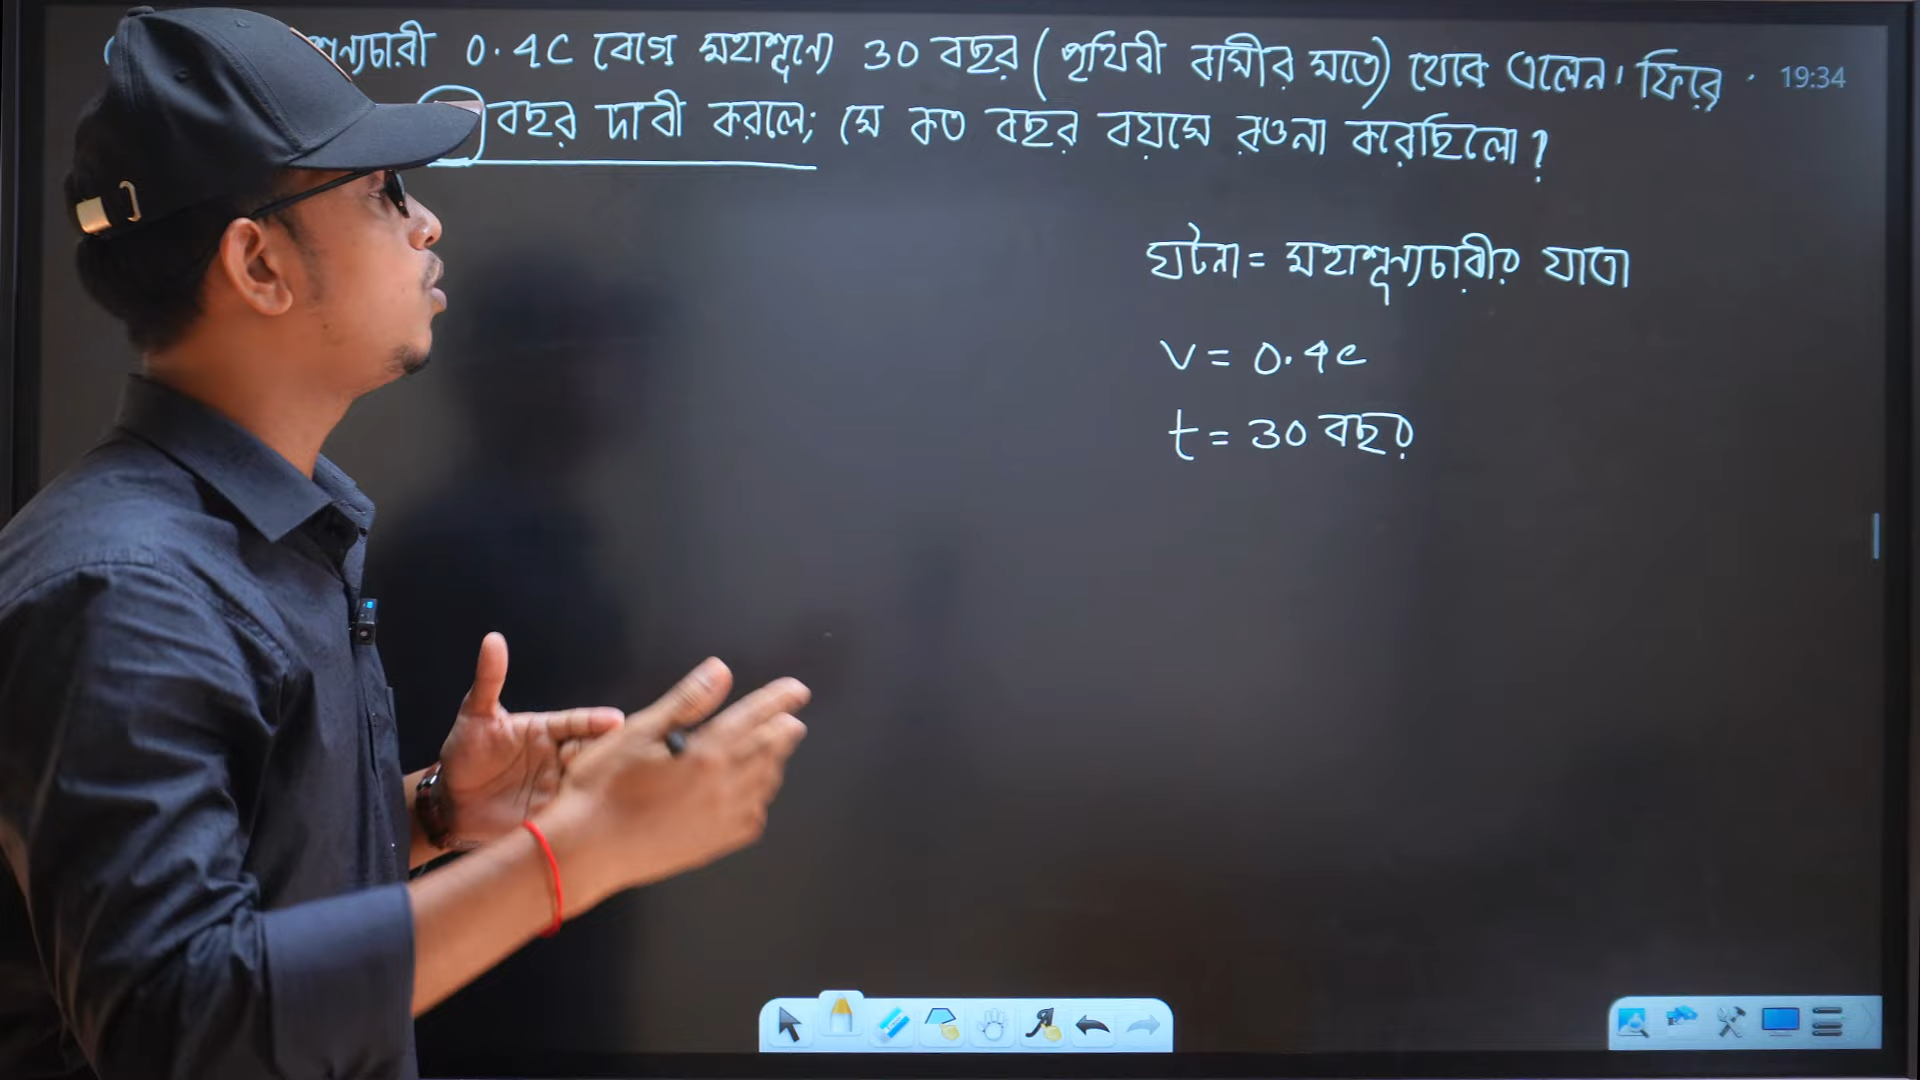 0.4C বেগে মহাশূন্যে 30 বছর (পৃথিবী বাসীর মতে) থেকে এলেন। ফিরে
বছর দাবী করলে; সে কত বছর বয়সে রওনা করেছিলো?
19:34
ঘটনা = মহাশূন্যচারীর যাত্রা
v = 0.4c
t = 30 বছর